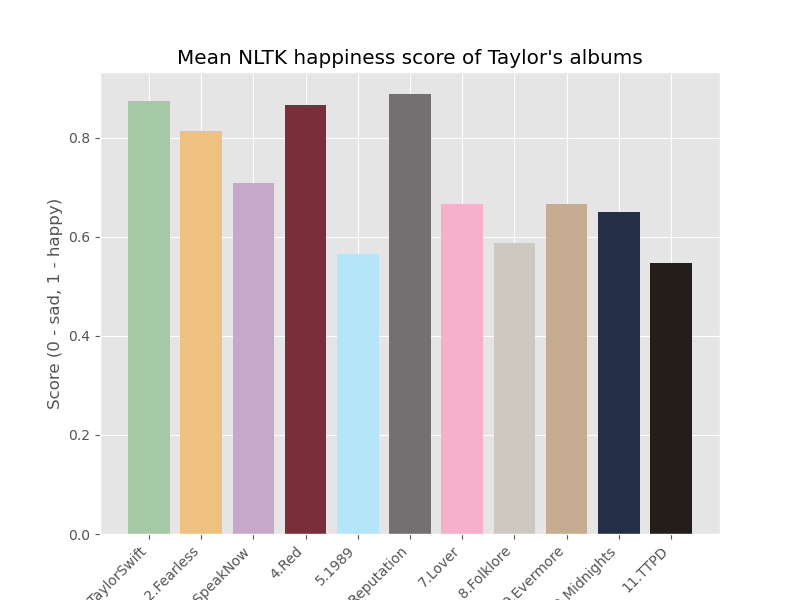 Mean NLTK happiness score of Taylor's albums
Score (0 - sad, 1 - happy)
0.8
0.6
0.4
0.2
0.0
TaylorSwift
2.Fearless
SpeakNow
4.Red
5.1989
Reputation
7.Lover
8.Folklore
.Evermore
Midnights
11.TTPD